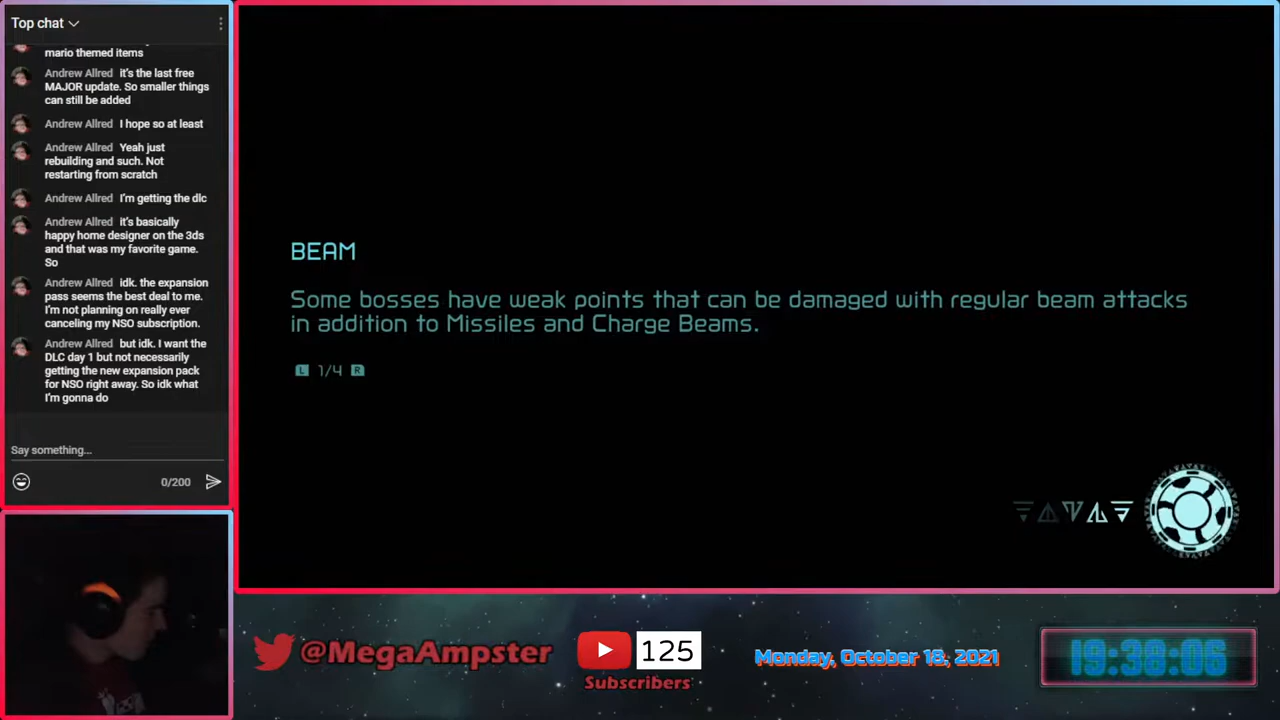 Top chat
mario themed items
Andrew Allred it's the last free
MAJOR update. So smaller things
can still be added
Andrew Allred I hope so at least
Andrew Allred Yeah just
rebuilding and such. Not
restarting from scratch
Andrew Allred I'm getting the dlc
Andrew Allred it's basically
happy home designer on the 3ds
and that was my favorite game.
So
Andrew Allred idk. the expansion
pass seems the best deal to me.
I'm not planning on really ever
canceling my NSO subscription.
Andrew Allred but idk. I want the
DLC day 1 but not necessarily
getting the new expansion pack
for NSO right away. So idk what
I'm gonna do
Say something...
0/200
BEAM
Some bosses have weak points that can be damaged with regular beam attacks
in addition to Missiles and Charge Beams.
L 1/4 R
@MegaAmpster
125
Subscribers
Monday, October 18, 2021
19:38:06